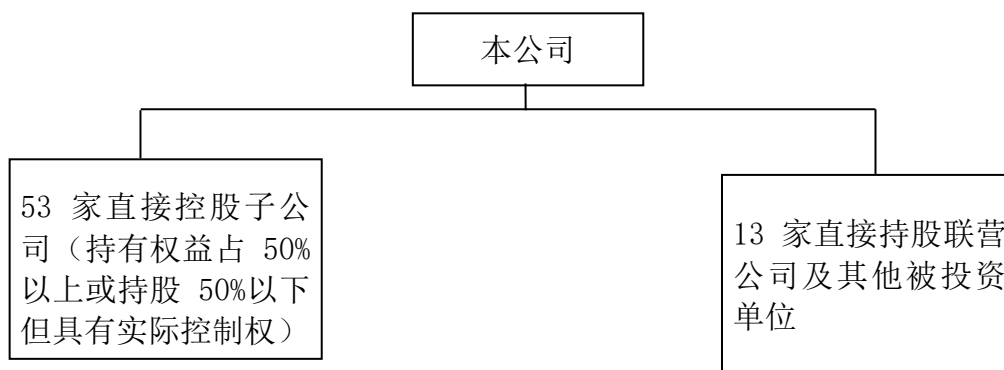 本公司
53 家直接控股子公
司（持有权益占 50%
以上或持股 50%以下
但具有实际控制权）
13 家直接持股联营
公司及其他被投资
单位